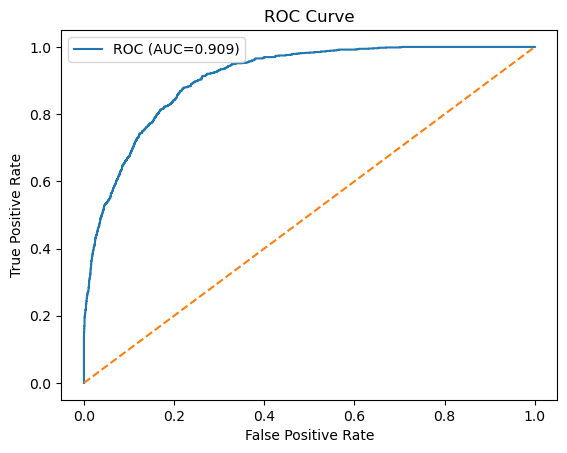 ROC Curve
ROC (AUC=0.909)
True Positive Rate
1.0
0.8
0.6
0.4
0.2
0.0
0.0 0.2 0.4 0.6 0.8 1.0
False Positive Rate